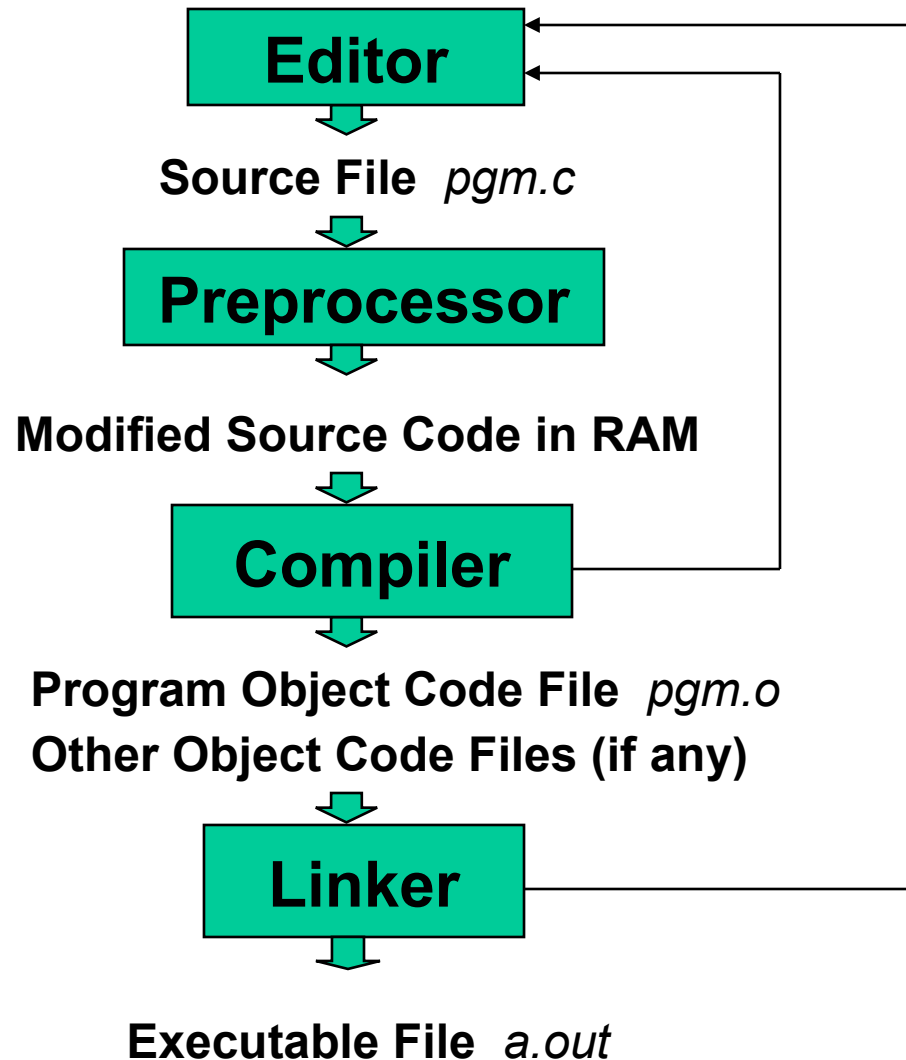 Editor
Source File pgm.c
Preprocessor
Modified Source Code in RAM
Compiler
Program Object Code File pgm.o
Other Object Code Files (if any)
Linker
Executable File a.out